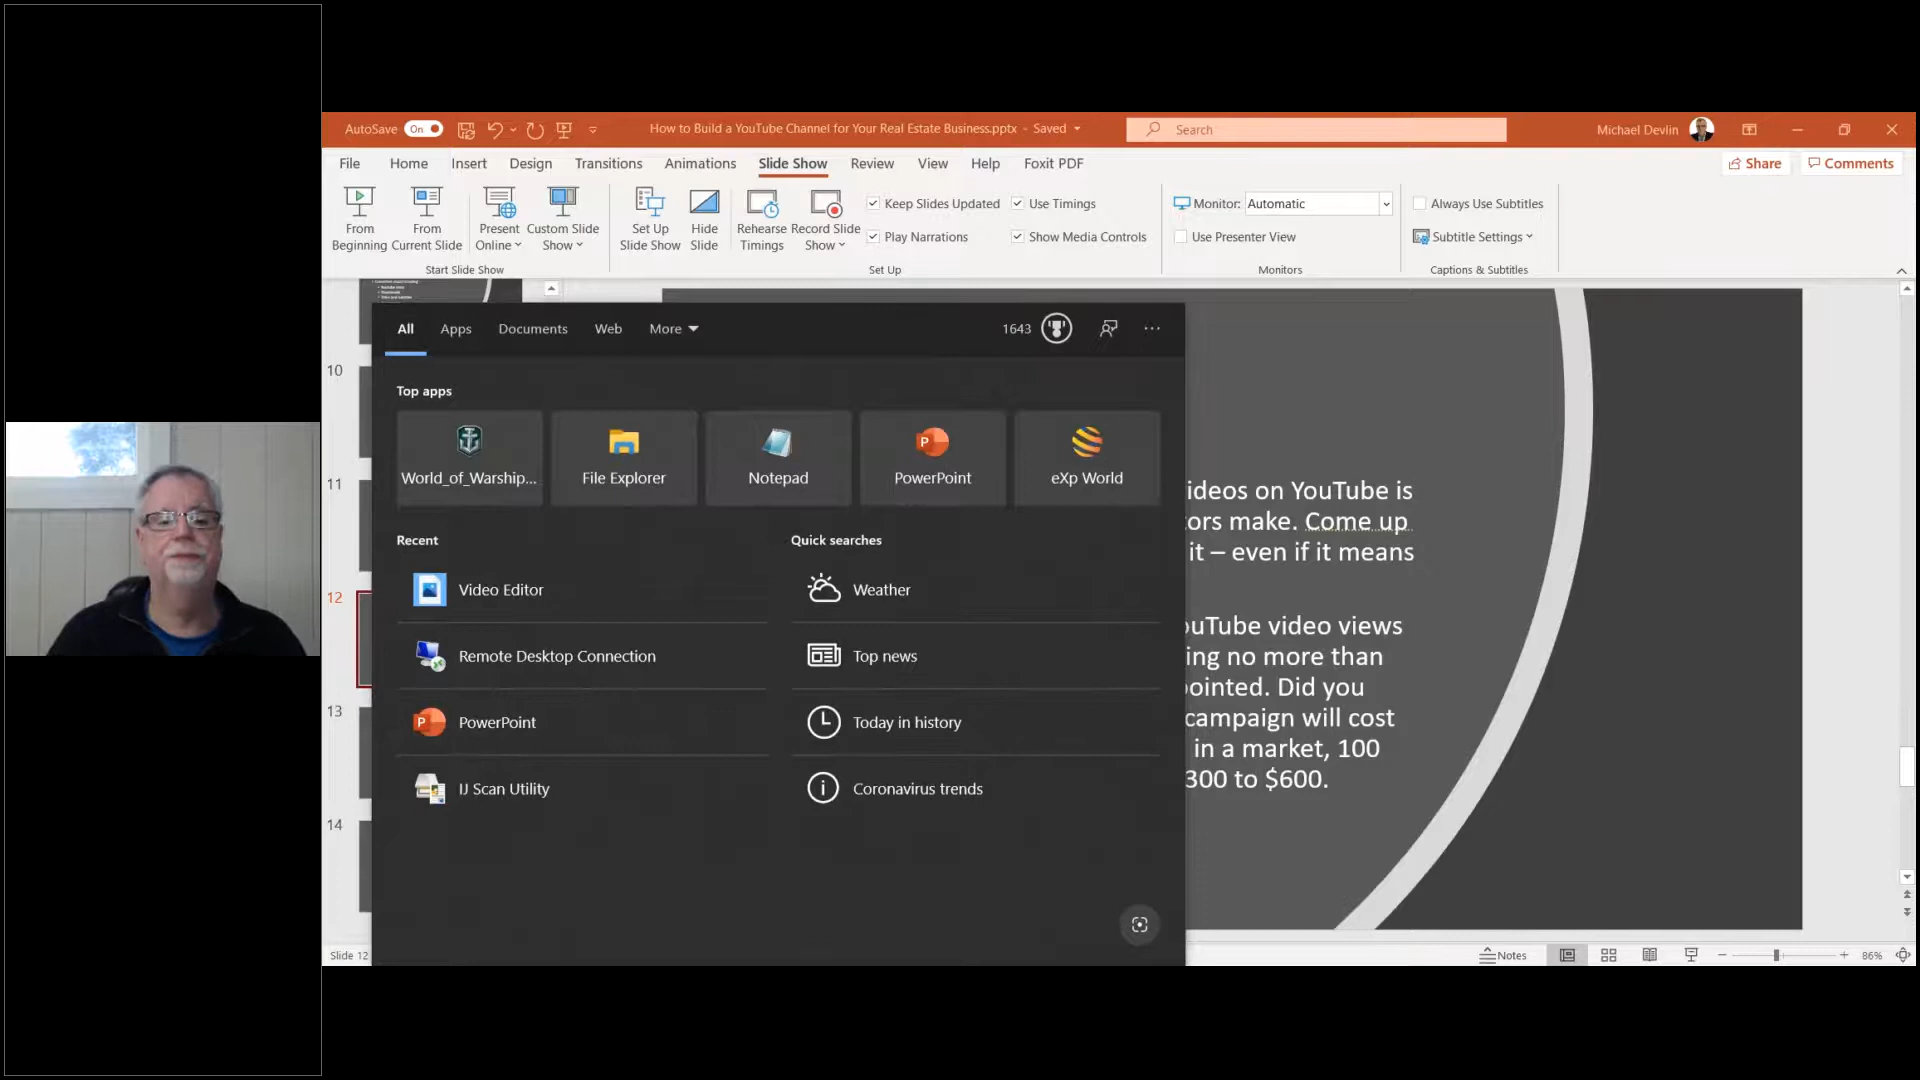 AutoSave On
How to Build a YouTube Channel for Your Real Estate Business.pptx - Saved
Search
Michael Devlin
File Home Insert Design Transitions Animations Slide Show Review View Help Foxit PDF
Share Comments
From Beginning
From Current Slide
Present Online
Custom Slide Show
Start Slide Show
Set Up Slide Show
Hide Slide
Rehearse Timings
Record Slide Show
Keep Slides Updated
Play Narrations
Use Timings
Show Media Controls
Set Up
Monitor: Automatic
Use Presenter View
Monitors
Always Use Subtitles
Subtitle Settings
Captions & Subtitles
10
11
12
13
14
All Apps Documents Web More
1643
Top apps
World_of_Warship...
File Explorer
Notepad
PowerPoint
eXp World
Recent
Video Editor
Remote Desktop Connection
PowerPoint
IJ Scan Utility
Quick searches
Weather
Top news
Today in history
Coronavirus trends
ideos on YouTube is
ors make. Come up
it – even if it means
uTube video views
ing no more than
ointed. Did you
campaign will cost
in a market, 100
300 to $600.
Slide 12
Notes
86%